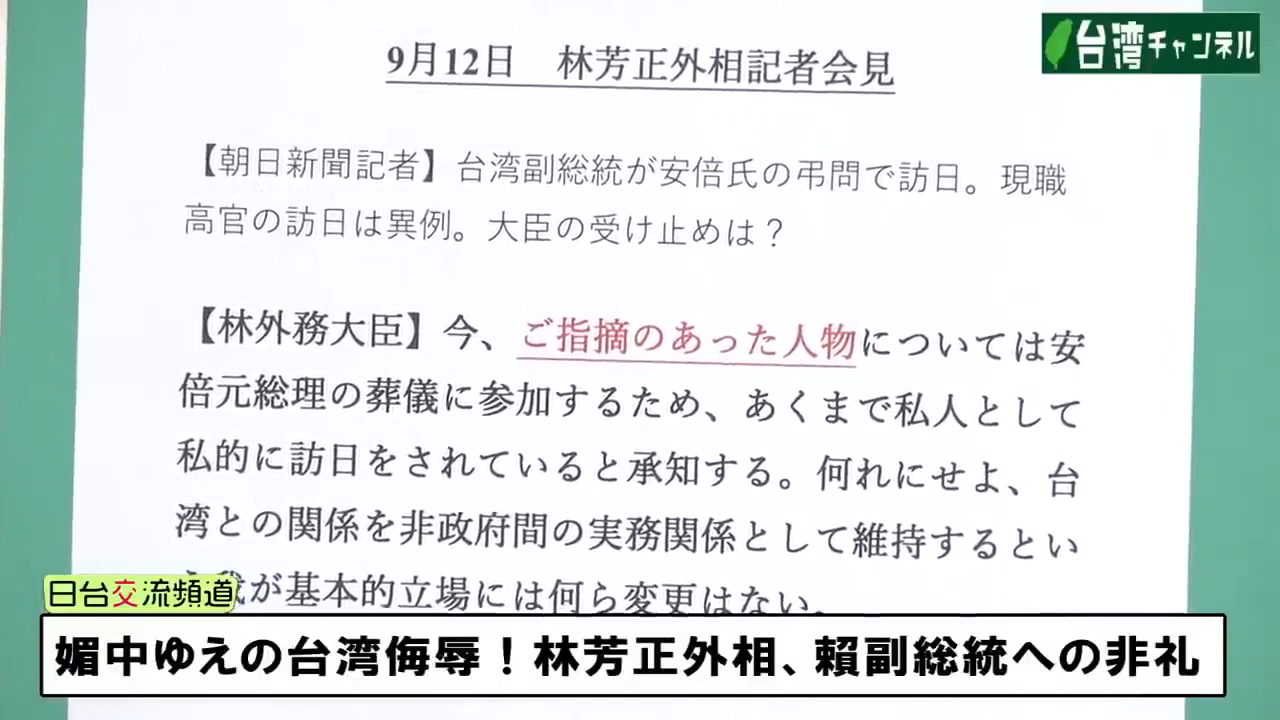 台湾チャンネル
9月12日　林芳正外相記者会見
【朝日新聞記者】台湾副総統が安倍氏の弔問で訪日。現職
高官の訪日は異例。大臣の受け止めは？
【林外務大臣】今、ご指摘のあった人物については安
倍元総理の葬儀に参加するため、あくまで私人として
私的に訪日をされていると承知する。何れにせよ、台
湾との関係を非政府間の実務関係として維持するとい
我が基本的立場には何ら変更はない。
日台交流頻道
媚中ゆえの台湾侮辱！林芳正外相、賴副総統への非礼